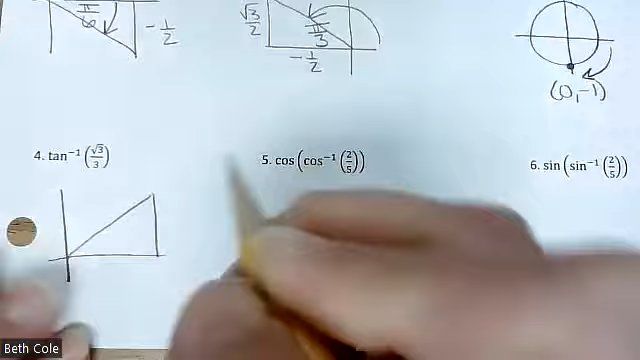 π/6
-1/2
√3/2
π/3
-1/2
(0,-1)
4. tan⁻¹(√3/3)
5. cos(cos⁻¹(2/5))
6. sin(sin⁻¹(2/5))
Beth Cole